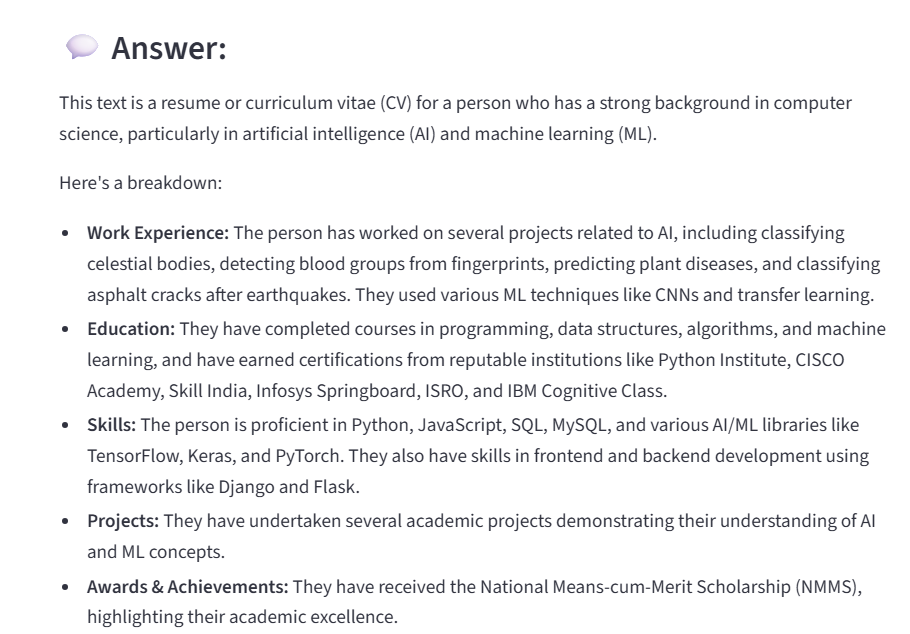 Answer:
This text is a resume or curriculum vitae (CV) for a person who has a strong background in computer
science, particularly in artificial intelligence (AI) and machine learning (ML).
Here's a breakdown:
• Work Experience: The person has worked on several projects related to AI, including classifying
celestial bodies, detecting blood groups from fingerprints, predicting plant diseases, and classifying
asphalt cracks after earthquakes. They used various ML techniques like CNNs and transfer learning.
• Education: They have completed courses in programming, data structures, algorithms, and machine
learning, and have earned certifications from reputable institutions like Python Institute, CISCO
Academy, Skill India, Infosys Springboard, ISRO, and IBM Cognitive Class.
• Skills: The person is proficient in Python, JavaScript, SQL, MySQL, and various AI/ML libraries like
TensorFlow, Keras, and PyTorch. They also have skills in frontend and backend development using
frameworks like Django and Flask.
• Projects: They have undertaken several academic projects demonstrating their understanding of AI
and ML concepts.
• Awards & Achievements: They have received the National Means-cum-Merit Scholarship (NMMS),
highlighting their academic excellence.